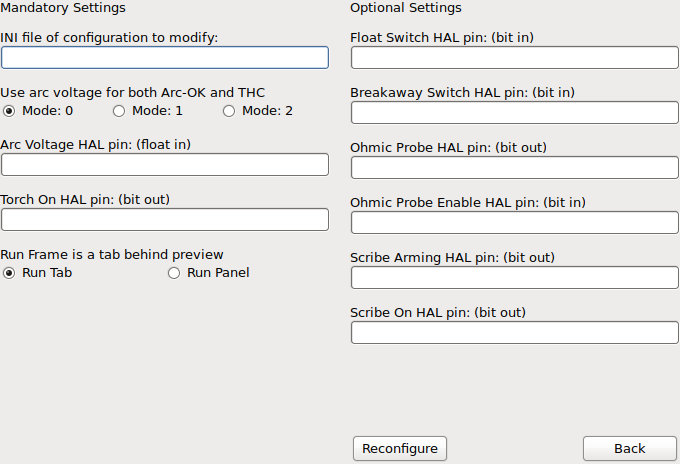 Mandatory Settings
INI file of configuration to modify:
Use arc voltage for both Arc-OK and THC
Mode: 0 Mode: 1 Mode: 2
Arc Voltage HAL pin: (float in)
Torch On HAL pin: (bit out)
Run Frame is a tab behind preview
Run Tab Run Panel
Optional Settings
Float Switch HAL pin: (bit in)
Breakaway Switch HAL pin: (bit in)
Ohmic Probe HAL pin: (bit out)
Ohmic Probe Enable HAL pin: (bit in)
Scribe Arming HAL pin: (bit out)
Scribe On HAL pin: (bit out)
Reconfigure Back